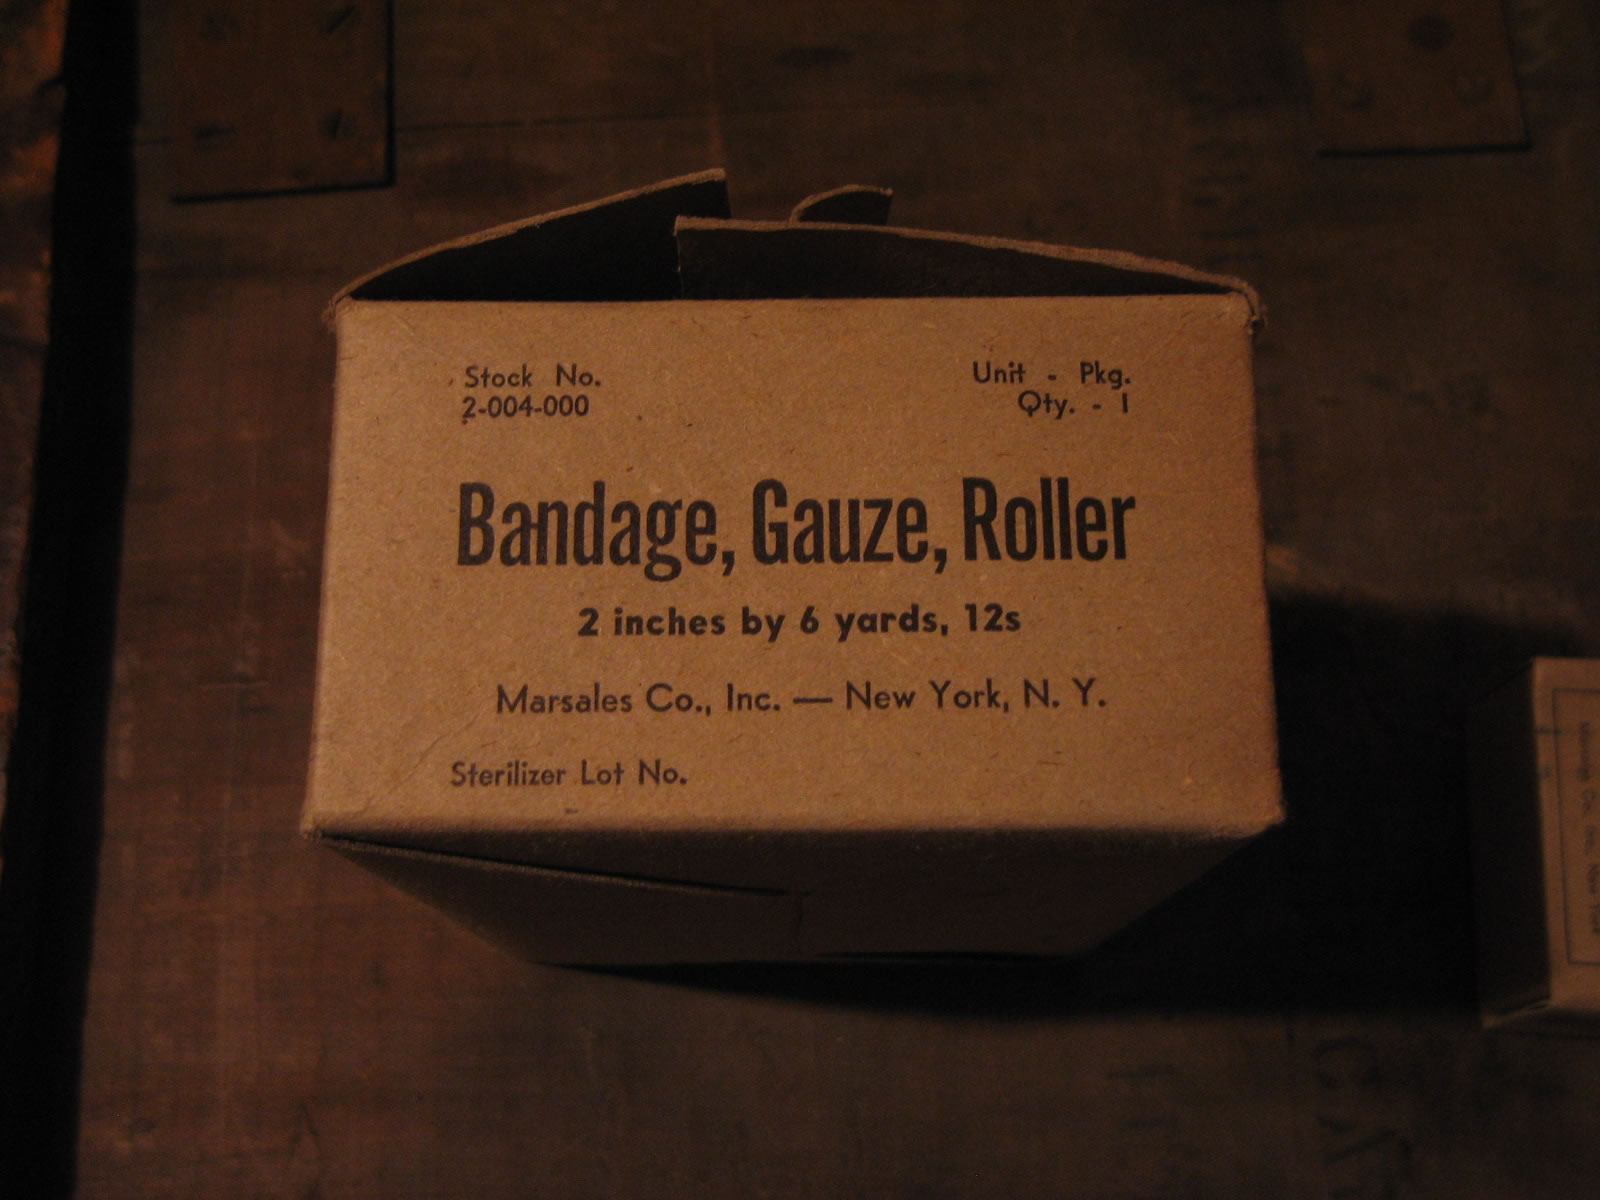 Stock No.
2-004-000
Unit - Pkg.
Qty. - 1
Bandage, Gauze, Roller
2 inches by 6 yards, 12s
Marsales Co., Inc. — New York, N. Y.
Sterilizer Lot No.